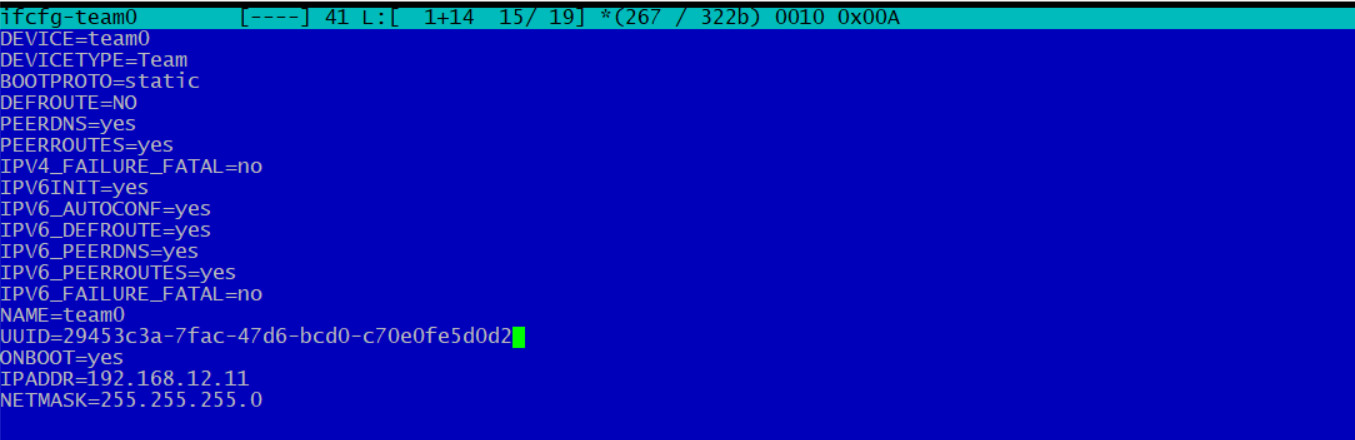 ifcfg-team0 [----] 41 L:[ 1+14 15/ 19] *(267 / 322b) 0010 0x00A
DEVICE=team0
DEVICETYPE=Team
BOOTPROTO=static
DEFROUTE=NO
PEERDNS=yes
PEERROUTES=yes
IPV4_FAILURE_FATAL=no
IPV6INIT=yes
IPV6_AUTOCONF=yes
IPV6_DEFROUTE=yes
IPV6_PEERDNS=yes
IPV6_PEERROUTES=yes
IPV6_FAILURE_FATAL=no
NAME=team0
UUID=29453c3a-7fac-47d6-bcd0-c70e0fe5d0d2
ONBOOT=yes
IPADDR=192.168.12.11
NETMASK=255.255.255.0